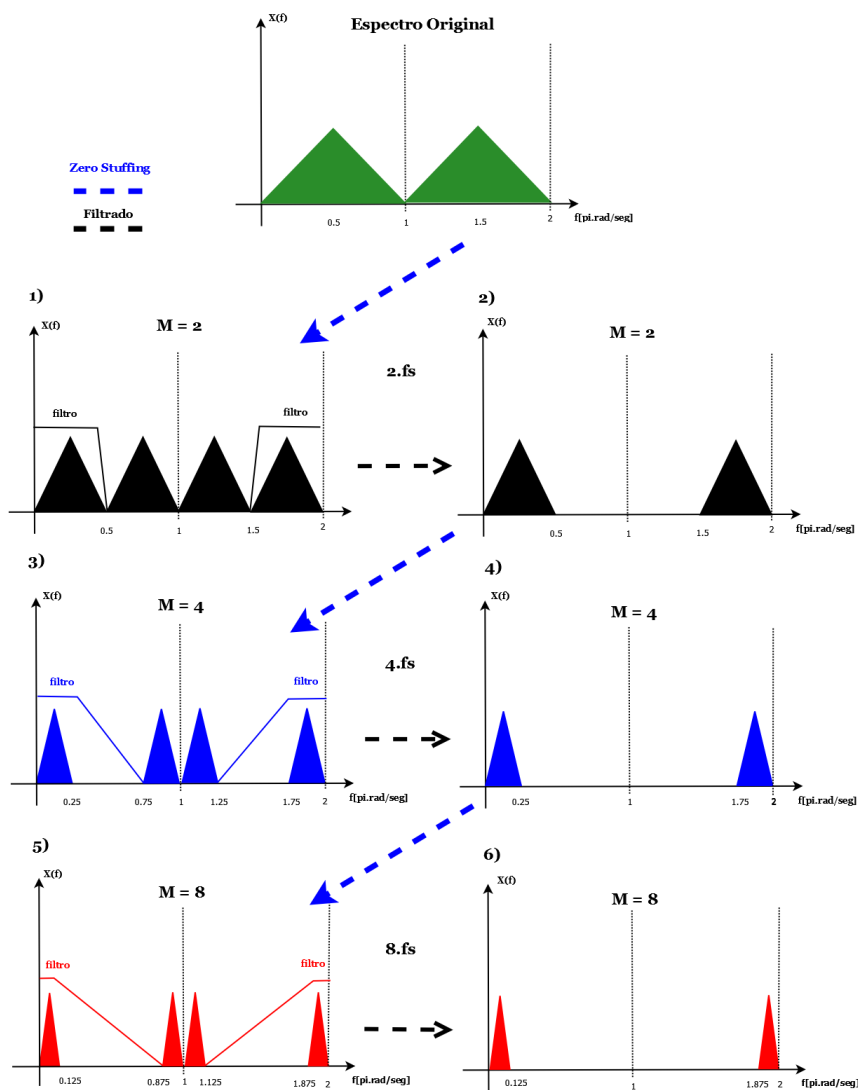 Espectro Original
X(f)
0.5
1
1.5
2
f[pi.rad/seg]
Zero Stuffing
Filtrado
1)
X(f)
M = 2
filtro
filtro
0.5
1
1.5
2
f[pi.rad/seg]
2.fs
2)
X(f)
M = 2
0.5
1
1.5
2
f[pi.rad/seg]
3)
X(f)
M = 4
filtro
filtro
0.25
0.75
1
1.25
1.75
2
f[pi.rad/seg]
4.fs
4)
X(f)
M = 4
0.25
1
1.75
2
f[pi.rad/seg]
5)
X(f)
M = 8
filtro
filtro
0.125
0.875
1
1.125
1.875
2
f[pi.rad/seg]
8.fs
6)
X(f)
M = 8
0.125
1
1.875
2
f[pi.rad/seg]